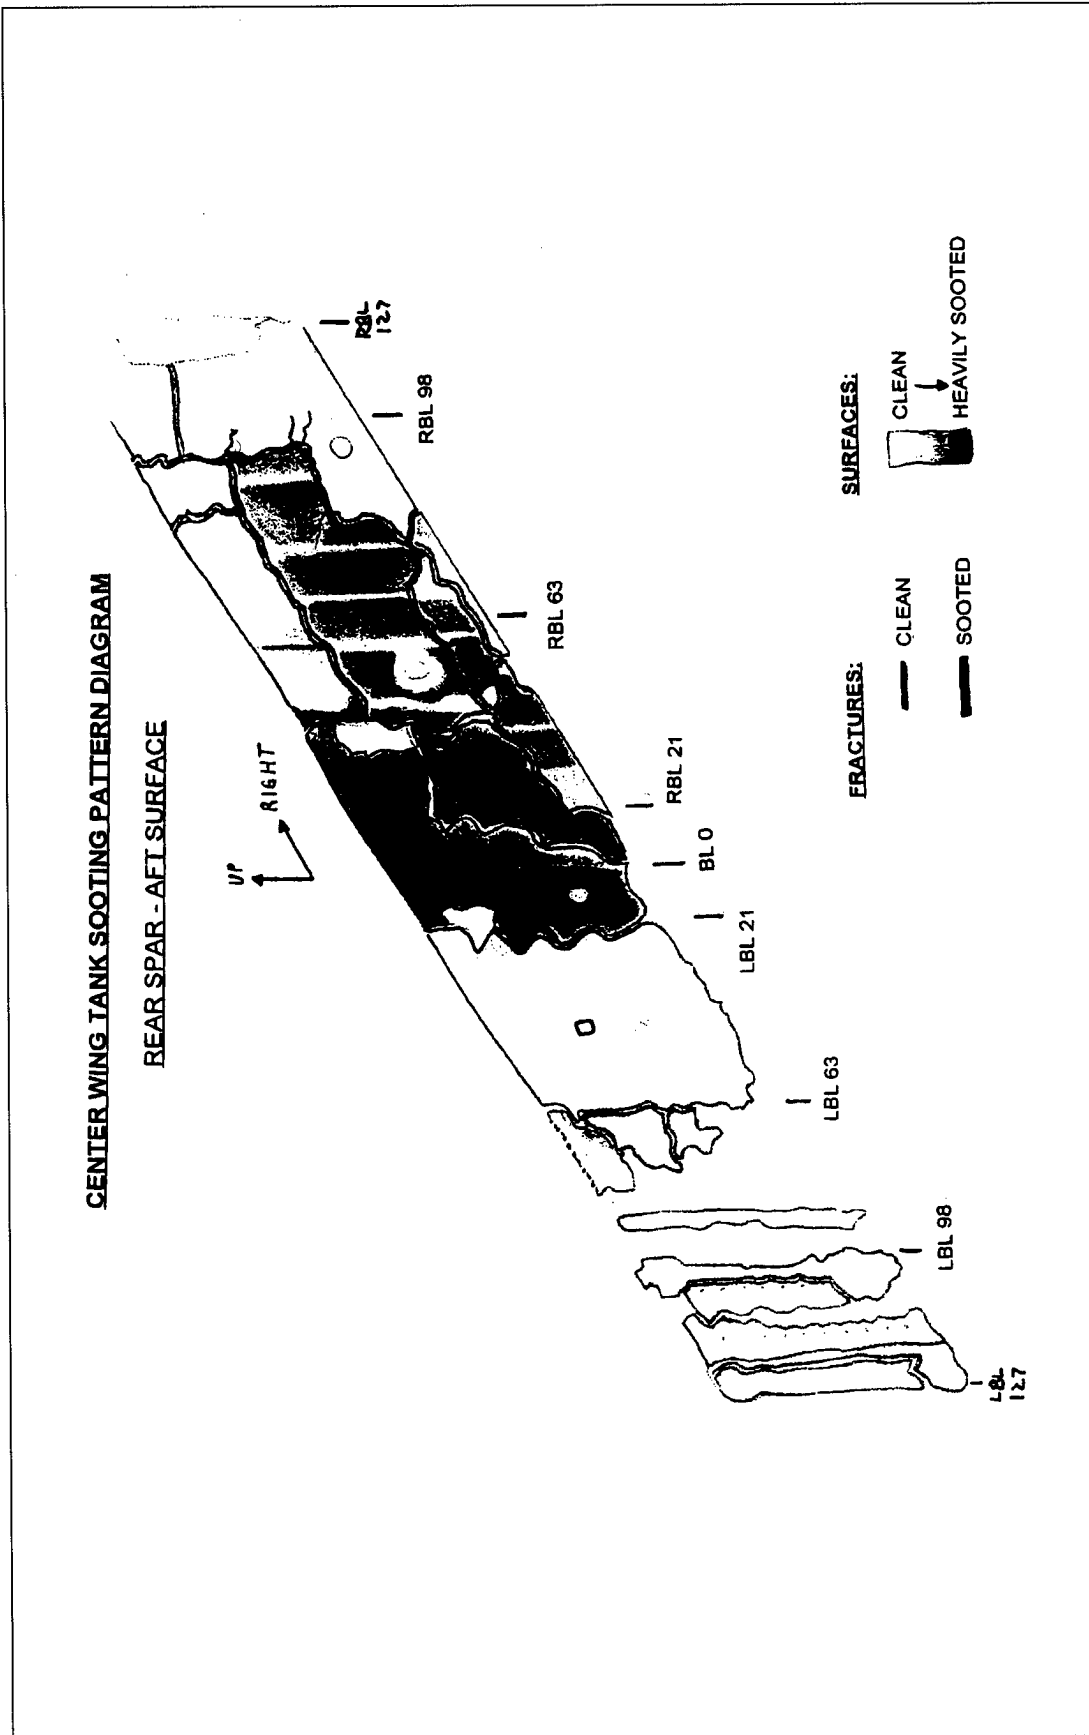 CENTER WING TANK SOOTING PATTERN DIAGRAM
REAR SPAR - AFT SURFACE
UP
RIGHT
RBL
127
RBL 98
RBL 63
RBL 21
BL 0
LBL 21
LBL 63
LBL 98
LBL
127
FRACTURES:
CLEAN
SOOTED
SURFACES:
CLEAN
HEAVILY SOOTED